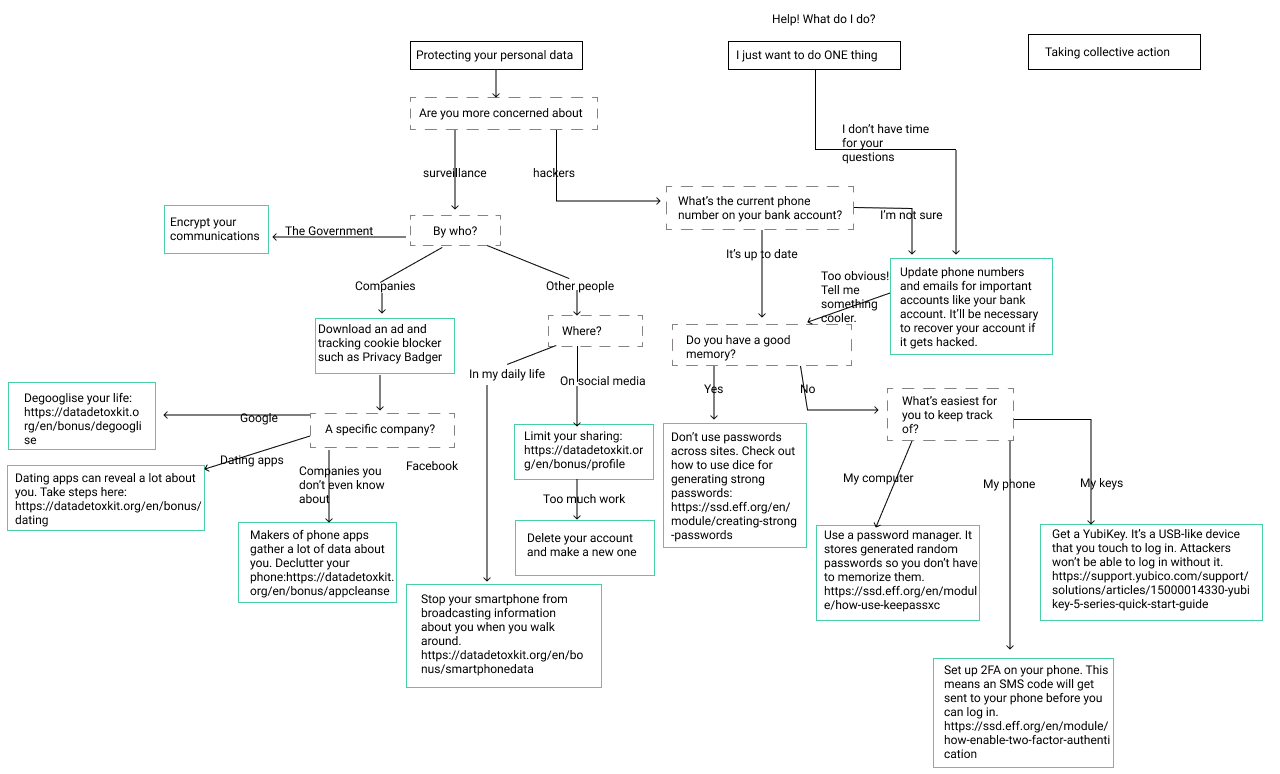 Help! What do I do?
Protecting your personal data
I just want to do ONE thing
Taking collective action
Are you more concerned about
I don't have time
for your
questions
surveillance
hackers
What's the current phone
number on your bank account?
I'm not sure
Encrypt your
communications
The Government
By who?
It's up to date
Companies
Other people
Too obvious!
Tell me
something
cooler.
Update phone numbers
and emails for important
accounts like your bank
account. It'll be necessary
to recover your account if
it gets hacked.
Download an ad and
tracking cookie blocker
such as Privacy Badger
Where?
Do you have a good
memory?
In my daily life
On social media
Yes
No
Degooglise your life:
https://datadetoxkit.o
rg/en/bonus/degoogli
se
Google
A specific company?
What's easiest for
you to keep track
of?
Dating apps
Companies you
don't even know
about
Facebook
Limit your sharing:
https://datadetoxkit.or
g/en/bonus/profile
Don't use passwords
across sites. Check out
how to use dice for
generating strong
passwords:
https://ssd.eff.org/en/
module/creating-strong
-passwords
Dating apps can reveal a lot about
you. Take steps here:
https://datadetoxkit.org/en/bonus/
dating
My computer
My phone
My keys
Too much work
Makers of phone apps
gather a lot of data about
you. Declutter your
phone:https://datadetoxkit.
org/en/bonus/appcleanse
Delete your account
and make a new one
Use a password manager. It
stores generated random
passwords so you don't have
to memorize them.
https://ssd.eff.org/en/modul
e/how-use-keepassxc
Get a YubiKey. It's a USB-like device
that you touch to log in. Attackers
won't be able to log in without it.
https://support.yubico.com/support/
solutions/articles/15000014330-yubi
key-5-series-quick-start-guide
Stop your smartphone from
broadcasting information
about you when you walk
around.
https://datadetoxkit.org/en/bo
nus/smartphonedata
Set up 2FA on your phone. This
means an SMS code will get
sent to your phone before you
can log in.
https://ssd.eff.org/en/module/
how-enable-two-factor-authenti
cation